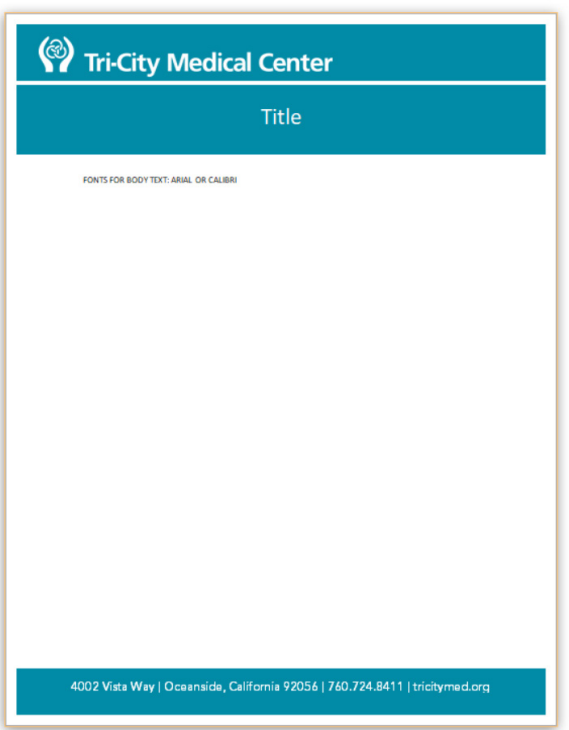 Tri-City Medical Center
Title
FONTS FOR BODY TEXT: ARIAL OR CALIBRI
4002 Vista Way | Oceanside, California 92056 | 760.724.8411 | tricitymed.org